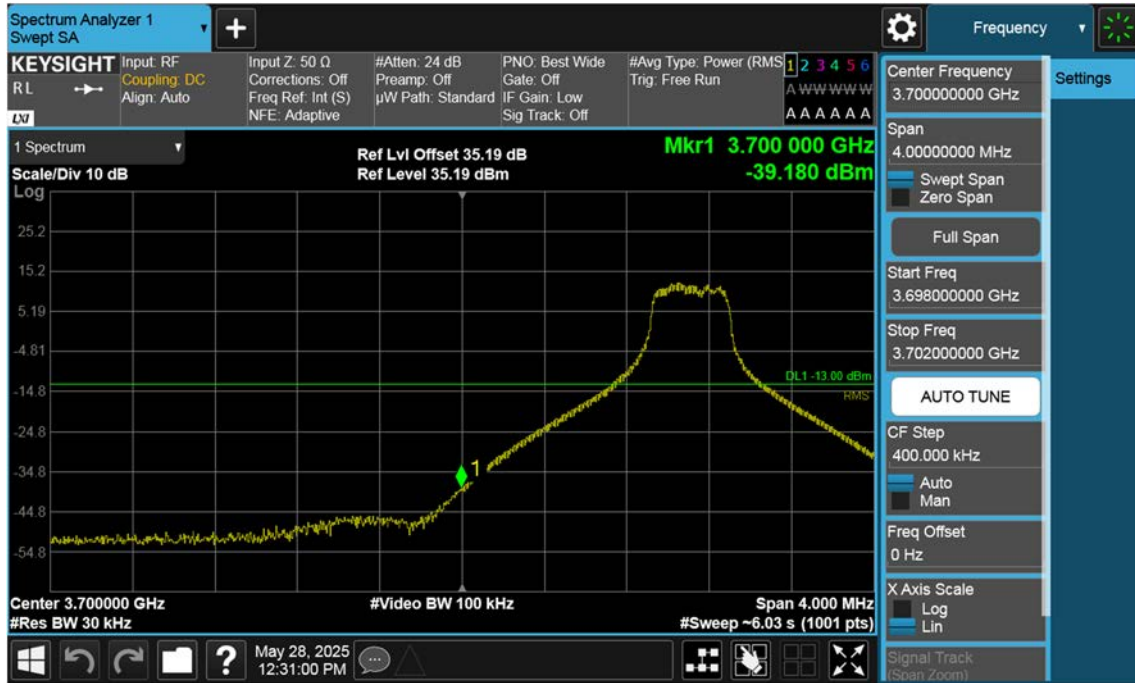 Spectrum Analyzer 1
Swept SA
+
Frequency
KEYSIGHT
RL
LXI
Input: RF
Coupling: DC
Align: Auto
Input Z: 50 Ω
Corrections: Off
Freq Ref: Int (S)
NFE: Adaptive
#Atten: 24 dB
Preamp: Off
µW Path: Standard
PNO: Best Wide
Gate: Off
IF Gain: Low
Sig Track: Off
#Avg Type: Power (RMS
Trig: Free Run
1 2 3 4 5 6
A W W W W W
A A A A A A
1 Spectrum
Scale/Div 10 dB
Log
Ref Lvl Offset 35.19 dB
Ref Level 35.19 dBm
Mkr1 3.700 000 GHz
-39.180 dBm
25.2
15.2
5.19
-4.81
-14.8
-24.8
-34.8
-44.8
-54.8
DL1 -13.00 dBm
RMS
1
Center 3.700000 GHz
#Res BW 30 kHz
#Video BW 100 kHz
Span 4.000 MHz
#Sweep ~6.03 s (1001 pts)
?
May 28, 2025
12:31:00 PM
Center Frequency
3.700000000 GHz
Span
4.00000000 MHz
Swept Span
Zero Span
Full Span
Start Freq
3.698000000 GHz
Stop Freq
3.702000000 GHz
AUTO TUNE
CF Step
400.000 kHz
Auto
Man
Freq Offset
0 Hz
X Axis Scale
Log
Lin
Signal Track
(Span Zoom)
Settings